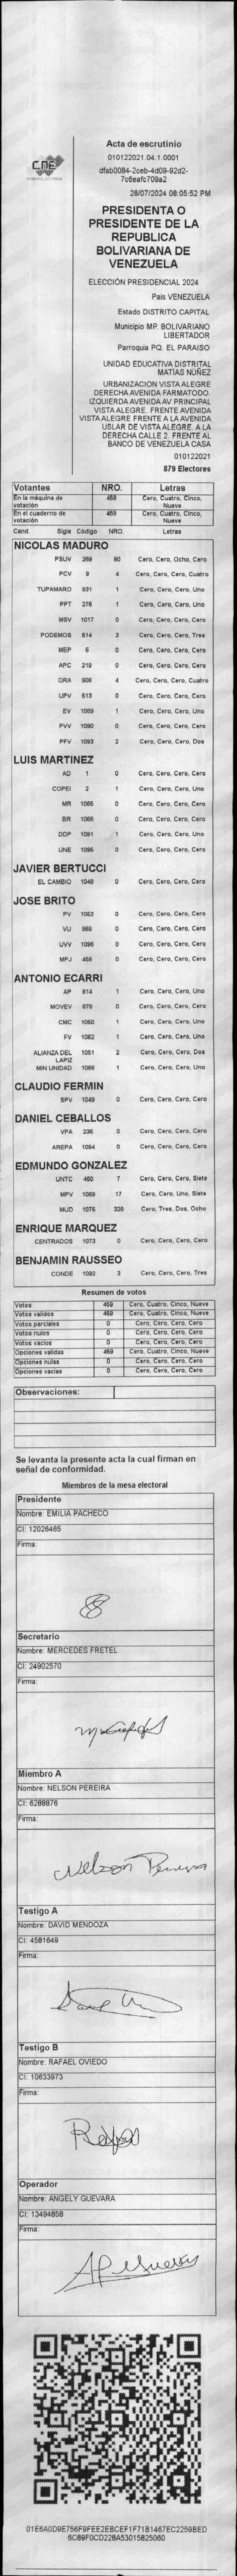 CNE
Acta de escrutinio
010122021.04.1.0001
dfab0084-2ceb-4d09-92d2-
7c6eafc709a2
28/07/2024 08:05:52 PM
PRESIDENTA O
PRESIDENTE DE LA
REPUBLICA
BOLIVARIANA DE
VENEZUELA
ELECCIÓN PRESIDENCIAL 2024
Pais VENEZUELA
Estado DISTRITO CAPITAL
Municipio MP. BOLIVARIANO
LIBERTADOR
Parroquia PQ. EL PARAISO
UNIDAD EDUCATIVA DISTRITAL
MATÍAS NÚÑEZ
URBANIZACION VISTA ALEGRE
DERECHA AVENIDA FARMATODO.
IZQUIERDA AVENIDA AV PRINCIPAL
VISTA ALEGRE. FRENTE AVENIDA
VISTA ALEGRE FRENTE A LA AVENIDA
USLAR DE VISTA ALEGRE. A LA
DERECHA CALLE 2. FRENTE AL
BANCO DE VENEZUELA CASA
010122021
879 Electores
Votantes NRO. Letras
En la máquina de votación 459 Cero, Cuatro, Cinco, Nueve
En el cuaderno de votación 459 Cero, Cuatro, Cinco, Nueve
Cand. Sigla Código NRO. Letras
NICOLAS MADURO
PSUV 269 80 Cero, Cero, Ocho, Cero
PCV 9 4 Cero, Cero, Cero, Cuatro
TUPAMARO 931 1 Cero, Cero, Cero, Uno
PPT 276 1 Cero, Cero, Cero, Uno
MSV 1017 0 Cero, Cero, Cero, Cero
PODEMOS 514 3 Cero, Cero, Cero, Tres
MEP 6 0 Cero, Cero, Cero, Cero
APC 219 0 Cero, Cero, Cero, Cero
ORA 906 4 Cero, Cero, Cero, Cuatro
UPV 513 0 Cero, Cero, Cero, Cero
EV 1089 1 Cero, Cero, Cero, Uno
PVV 1090 0 Cero, Cero, Cero, Cero
PFV 1093 2 Cero, Cero, Cero, Dos
LUIS MARTINEZ
AD 1 0 Cero, Cero, Cero, Cero
COPEI 2 1 Cero, Cero, Cero, Uno
MR 1055 0 Cero, Cero, Cero, Cero
BR 1066 0 Cero, Cero, Cero, Cero
DDP 1091 1 Cero, Cero, Cero, Uno
UNE 1095 0 Cero, Cero, Cero, Cero
JAVIER BERTUCCI
EL CAMBIO 1048 0 Cero, Cero, Cero, Cero
JOSE BRITO
PV 1053 0 Cero, Cero, Cero, Cero
VU 868 0 Cero, Cero, Cero, Cero
UVV 1096 0 Cero, Cero, Cero, Cero
MPJ 458 0 Cero, Cero, Cero, Cero
ANTONIO ECARRI
AP 814 1 Cero, Cero, Cero, Uno
MOVEV 876 0 Cero, Cero, Cero, Cero
CMC 1050 1 Cero, Cero, Cero, Uno
FV 1062 1 Cero, Cero, Cero, Uno
ALIANZA DEL LAPIZ 1051 2 Cero, Cero, Cero, Dos
MIN UNIDAD 1068 1 Cero, Cero, Cero, Uno
CLAUDIO FERMIN
SPV 1049 0 Cero, Cero, Cero, Cero
DANIEL CEBALLOS
VPA 236 0 Cero, Cero, Cero, Cero
AREPA 1094 0 Cero, Cero, Cero, Cero
EDMUNDO GONZALEZ
UNTC 460 7 Cero, Cero, Cero, Siete
MPV 1069 17 Cero, Cero, Uno, Siete
MUD 1076 328 Cero, Tres, Dos, Ocho
ENRIQUE MARQUEZ
CENTRADOS 1073 0 Cero, Cero, Cero, Cero
BENJAMIN RAUSSEO
CONDE 1092 3 Cero, Cero, Cero, Tres
Resumen de votos
Votos 459 Cero, Cuatro, Cinco, Nueve
Votos validos 459 Cero, Cuatro, Cinco, Nueve
Votos parciales 0 Cero, Cero, Cero, Cero
Votos nulos 0 Cero, Cero, Cero, Cero
Votos vacios 0 Cero, Cero, Cero, Cero
Opciones validas 459 Cero, Cuatro, Cinco, Nueve
Opciones nulas 0 Cero, Cero, Cero, Cero
Opciones vacias 0 Cero, Cero, Cero, Cero
Observaciones:
Se levanta la presente acta la cual firman en
señal de conformidad.
Miembros de la mesa electoral
Presidente
Nombre: EMILIA PACHECO
CI: 12026465
Firma:
Secretario
Nombre: MERCEDES FRETEL
CI: 24902570
Firma:
Miembro A
Nombre: NELSON PEREIRA
CI: 6288876
Firma:
Nelson Pereira
Testigo A
Nombre: DAVID MENDOZA
CI: 4581649
Firma:
Testigo B
Nombre: RAFAEL OVIEDO
CI: 10633973
Firma:
Operador
Nombre: ANGELY GUEVARA
CI: 13494858
Firma:
01E6A0D9E756F9FEE2EBCEF1F71B1467EC2259BED
6C89F0CD228A53015825060